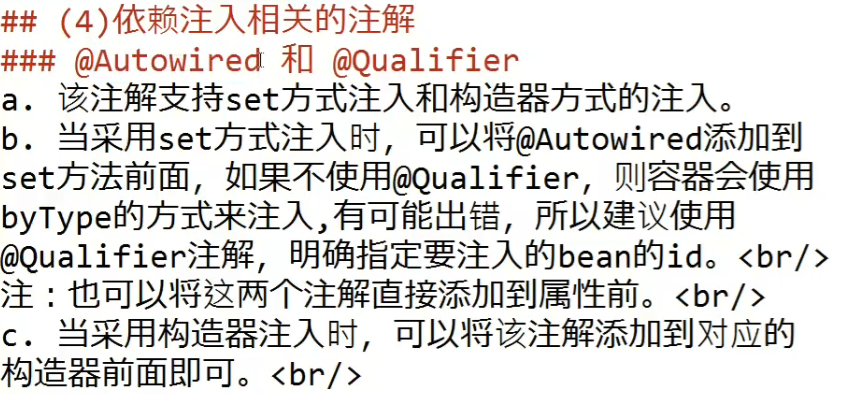 ## (4)依赖注入相关的注解
### @Autowired 和 @Qualifier
a. 该注解支持set方式注入和构造器方式的注入。
b. 当采用set方式注入时，可以将@Autowired添加到
set方法前面，如果不使用@Qualifier，则容器会使用
byType的方式来注入,有可能出错，所以建议使用
@Qualifier注解，明确指定要注入的bean的id。<br/>
注：也可以将这两个注解直接添加到属性前。<br/>
c. 当采用构造器注入时，可以将该注解添加到对应的
构造器前面即可。<br/>